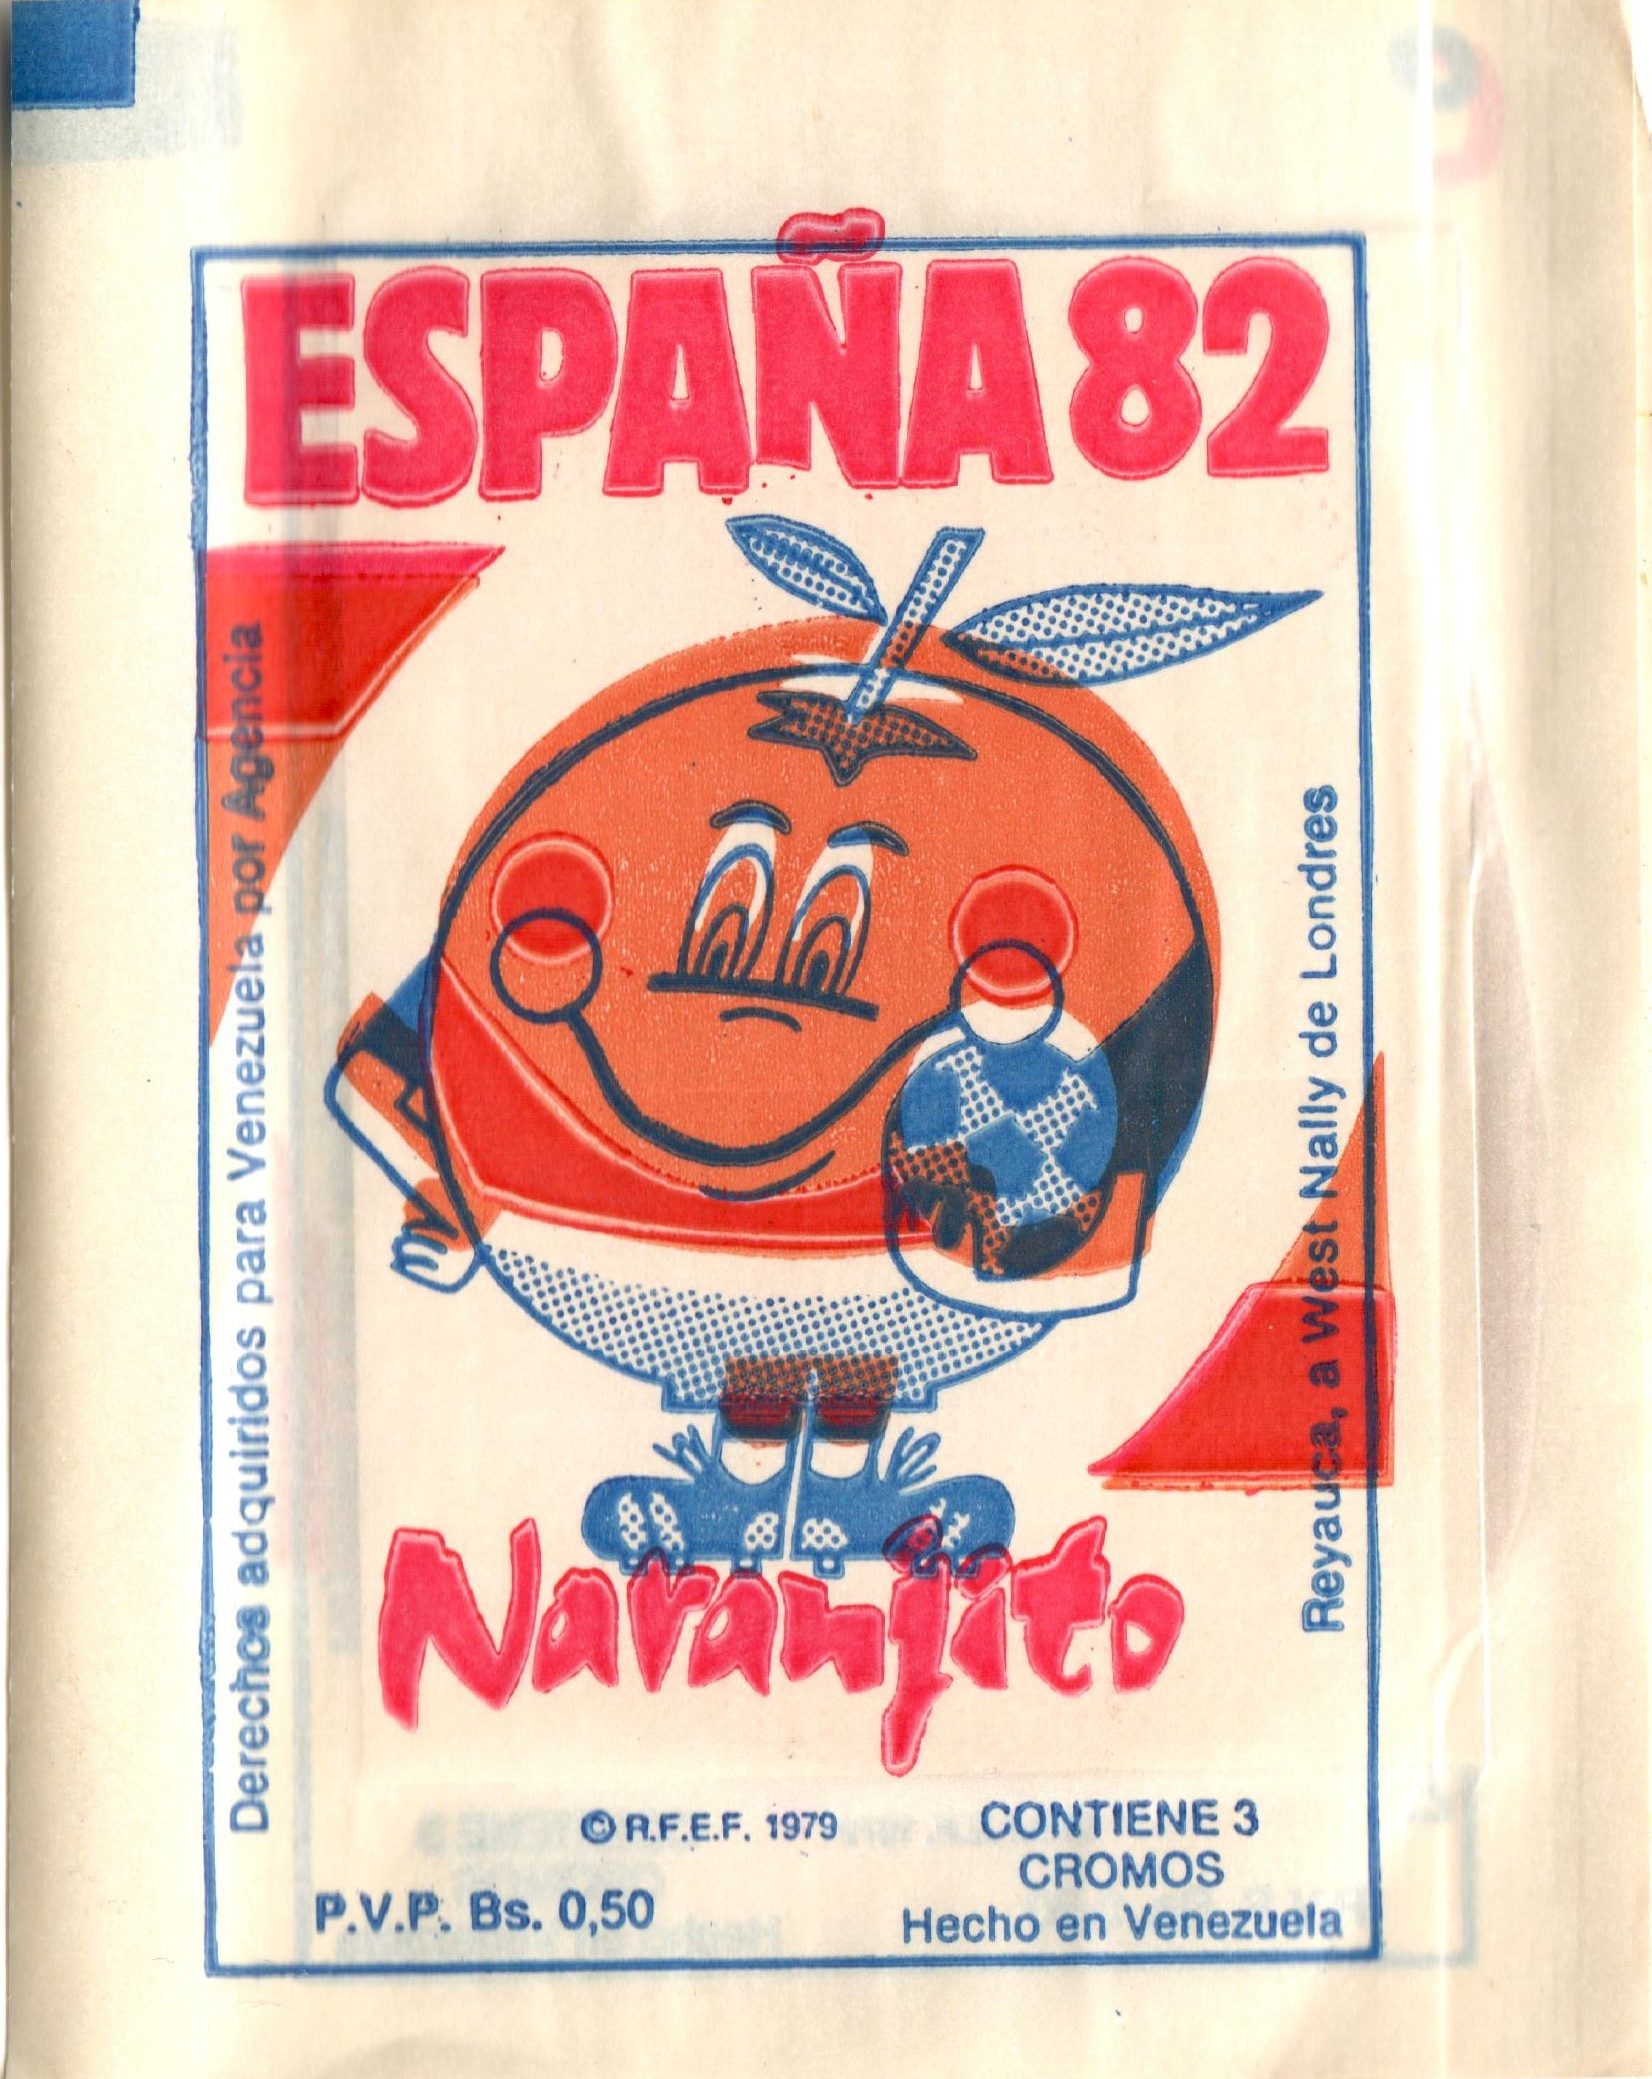 ESPAÑA 82
Derechos adquiridos para Venezuela por Agencia
Reyauca, a West Nally de Londres
Naranjito
© R.F.E.F. 1979
CONTIENE 3
CROMOS
P.V.P. Bs. 0,50
Hecho en Venezuela